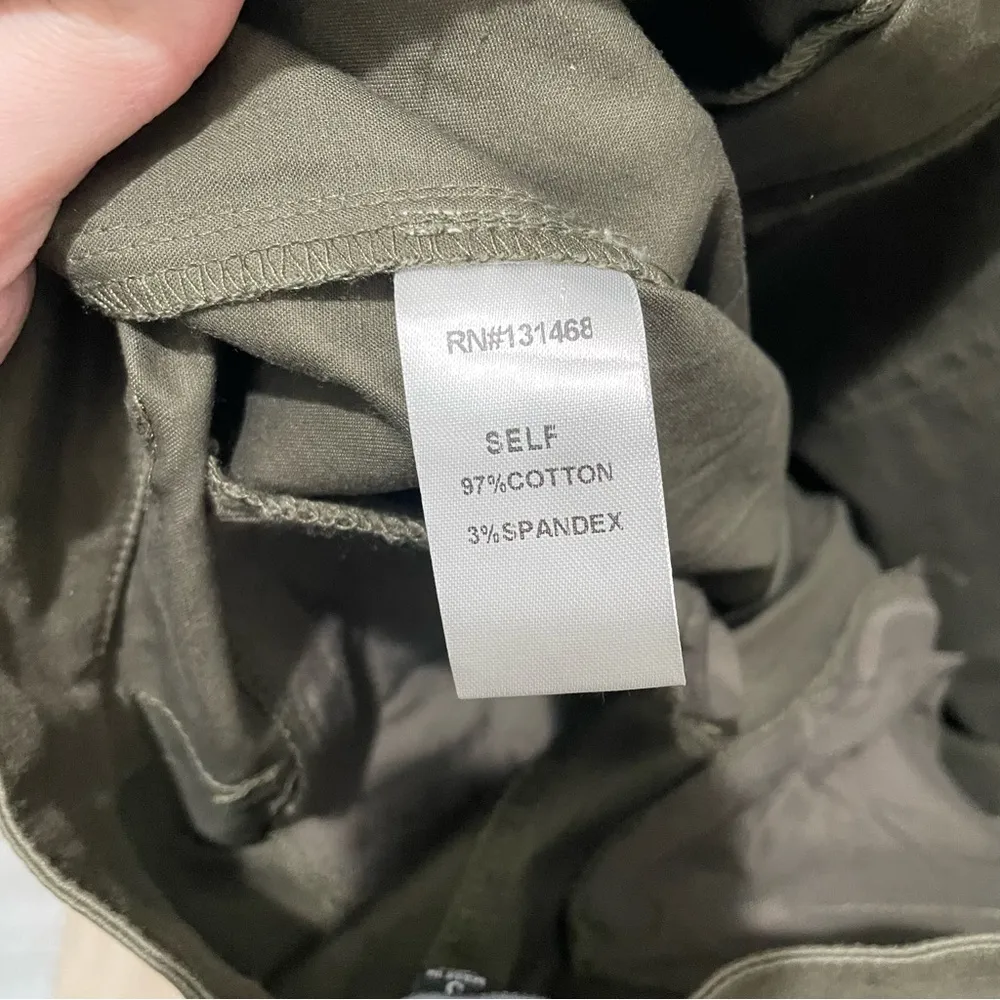 RN#131468
SELF
97%COTTON
3%SPANDEX